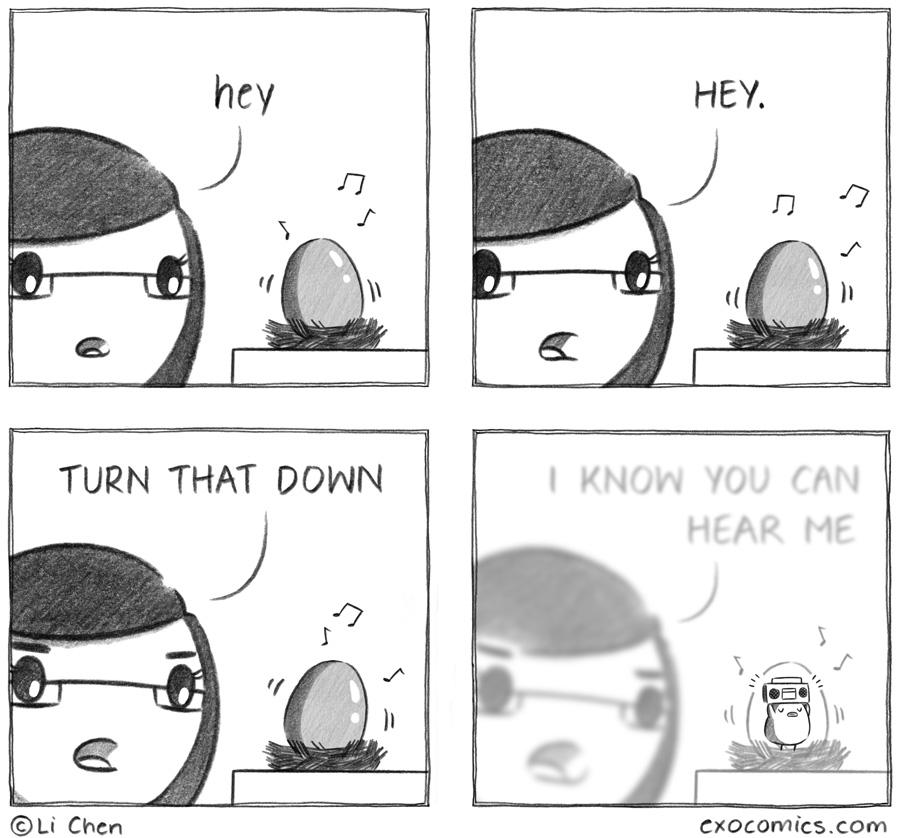 hey
HEY.
TURN THAT DOWN
I KNOW YOU CAN
HEAR ME
©Li Chen
exocomics.com